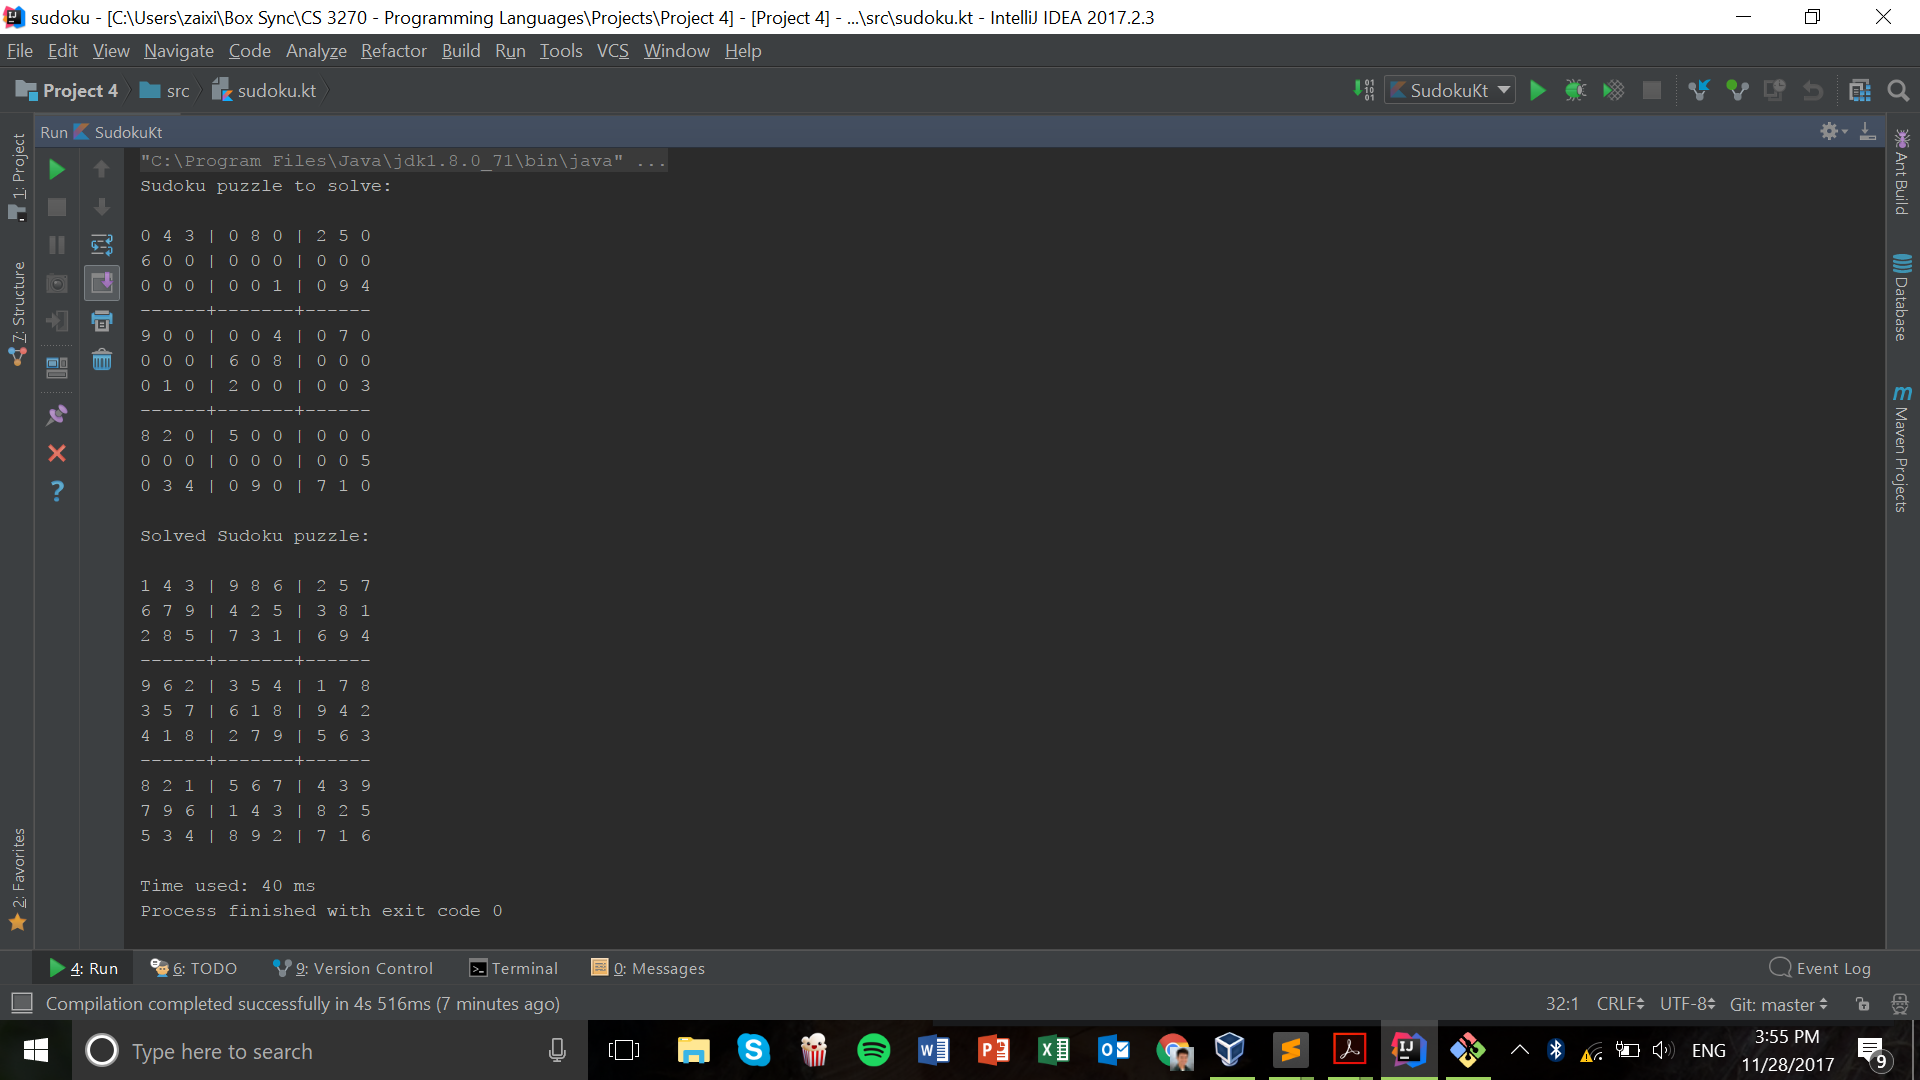 sudoku - [C:\Users\zaixi\Box Sync\CS 3270 - Programming Languages\Projects\Project 4] - [Project 4] - ...\src\sudoku.kt - IntelliJ IDEA 2017.2.3
File Edit View Navigate Code Analyze Refactor Build Run Tools VCS Window Help
Project 4 src sudoku.kt SudokuKt
Run SudokuKt
1: Project
7: Structure
2: Favorites
"C:\Program Files\Java\jdk1.8.0_71\bin\java" ...
Sudoku puzzle to solve:
0 4 3 | 0 8 0 | 2 5 0
6 0 0 | 0 0 0 | 0 0 0
0 0 0 | 0 0 1 | 0 9 4
------+-------+------
9 0 0 | 0 0 4 | 0 7 0
0 0 0 | 6 0 8 | 0 0 0
0 1 0 | 2 0 0 | 0 0 3
------+-------+------
8 2 0 | 5 0 0 | 0 0 0
0 0 0 | 0 0 0 | 0 0 5
0 3 4 | 0 9 0 | 7 1 0
Solved Sudoku puzzle:
1 4 3 | 9 8 6 | 2 5 7
6 7 9 | 4 2 5 | 3 8 1
2 8 5 | 7 3 1 | 6 9 4
------+-------+------
9 6 2 | 3 5 4 | 1 7 8
3 5 7 | 6 1 8 | 9 4 2
4 1 8 | 2 7 9 | 5 6 3
------+-------+------
8 2 1 | 5 6 7 | 4 3 9
7 9 6 | 1 4 3 | 8 2 5
5 3 4 | 8 9 2 | 7 1 6
Time used: 40 ms
Process finished with exit code 0
Ant Build
Database
Maven Projects
4: Run 6: TODO 9: Version Control Terminal 0: Messages Event Log
Compilation completed successfully in 4s 516ms (7 minutes ago) 32:1 CRLF UTF-8 Git: master
Type here to search ENG 3:55 PM
11/28/2017 9